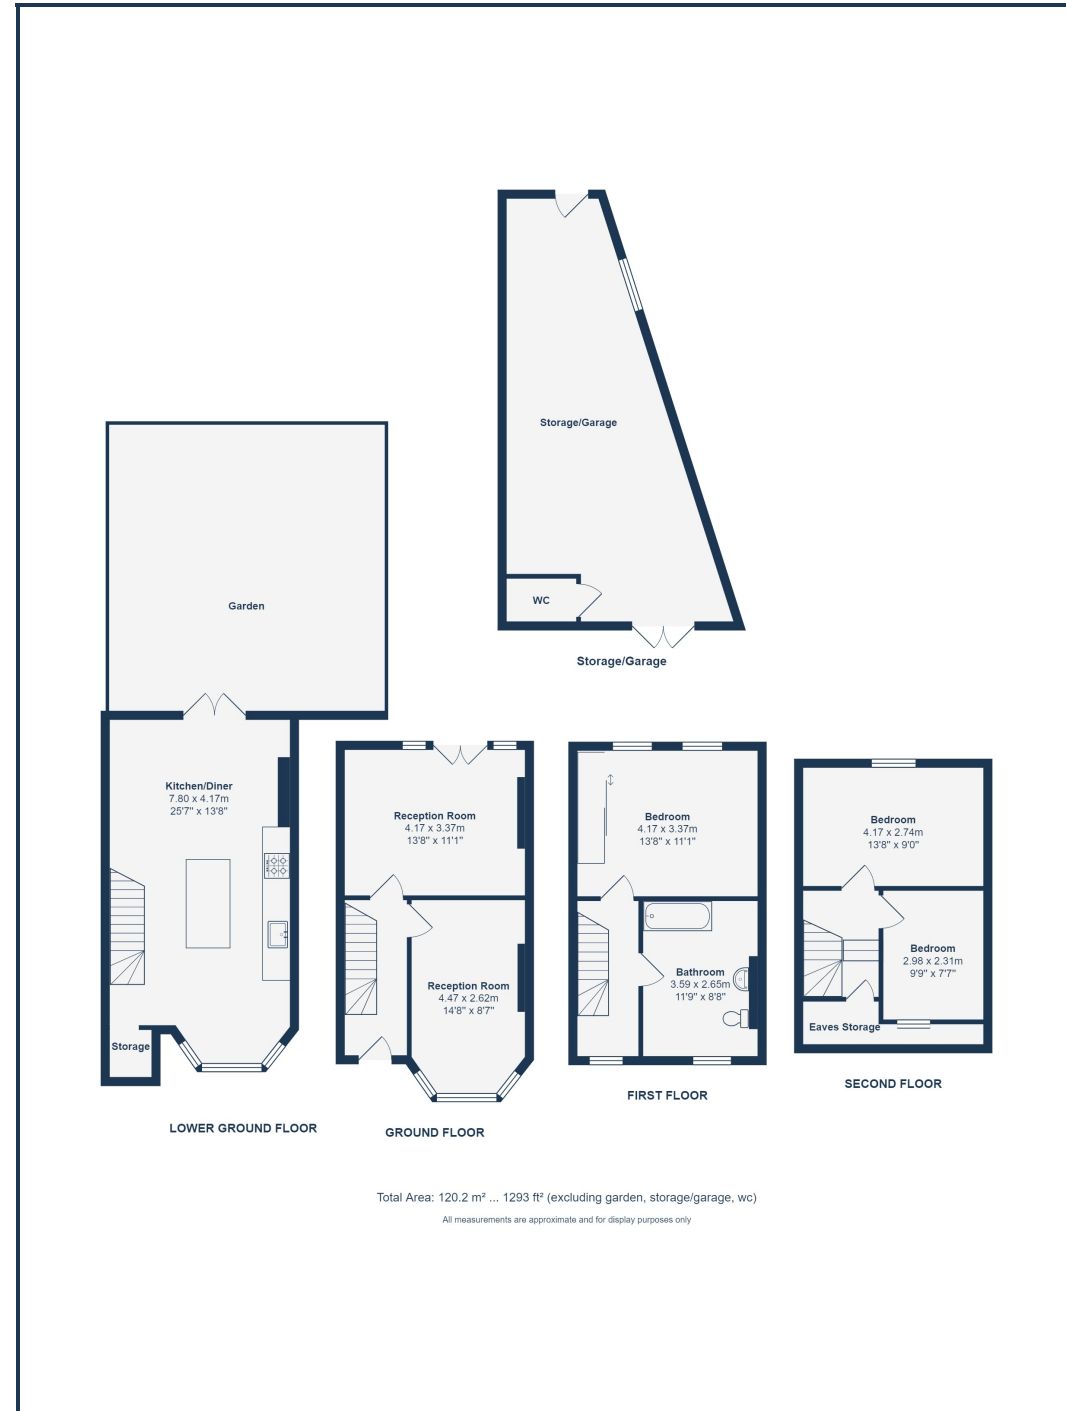 Storage/Garage
WC
Storage/Garage
Garden
Kitchen/Diner
7.80 x 4.17m
25'7" x 13'8"
Storage
LOWER GROUND FLOOR
Reception Room
4.17 x 3.37m
13'8" x 11'1"
Reception Room
4.47 x 2.62m
14'8" x 8'7"
GROUND FLOOR
Bedroom
4.17 x 3.37m
13'8" x 11'1"
Bathroom
3.59 x 2.65m
11'9" x 8'8"
FIRST FLOOR
Bedroom
4.17 x 2.74m
13'8" x 9'0"
Bedroom
2.98 x 2.31m
9'9" x 7'7"
Eaves Storage
SECOND FLOOR
Total Area: 120.2 m² ... 1293 ft² (excluding garden, storage/garage, wc)
All measurements are approximate and for display purposes only